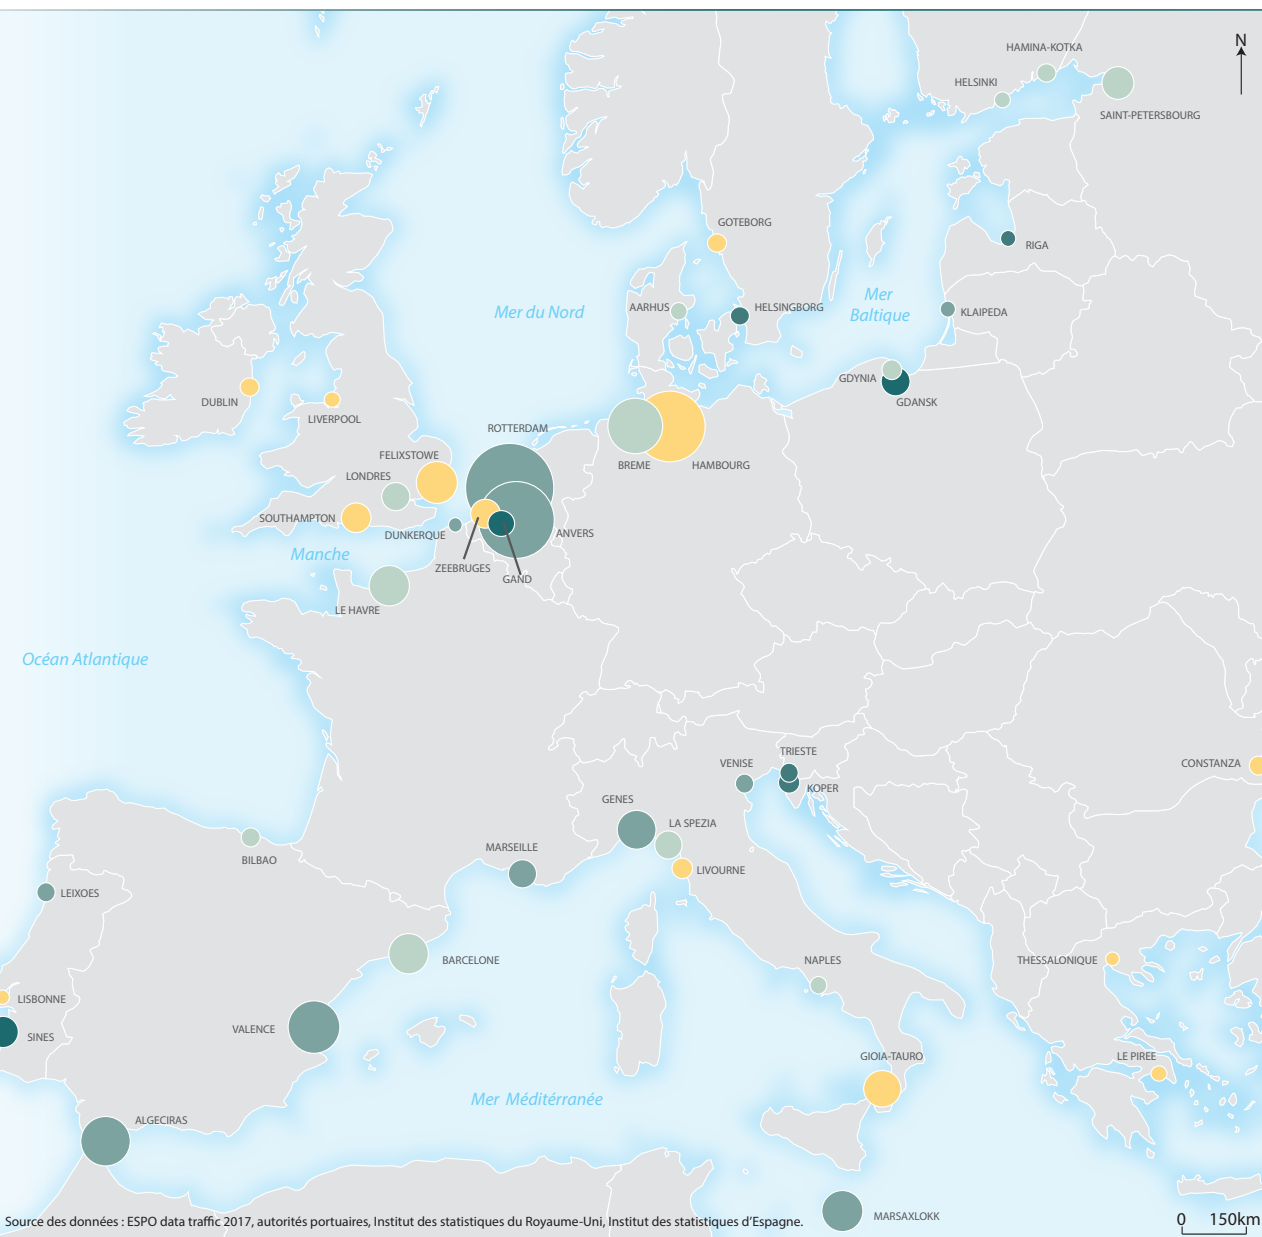 N
HAMINA-KOTKA
HELSINKI
SAINT-PETERSBOURG
GOTEBORG
RIGA
Mer
Baltique
Mer du Nord
AARHUS
HELSINGBORG
KLAIPEDA
GDYNIA
GDANSK
DUBLIN
LIVERPOOL
ROTTERDAM
FELIXSTOWE
BREME
HAMBOURG
LONDRES
SOUTHAMPTON
DUNKERQUE
ANVERS
Manche
ZEEBRUGES
GAND
LE HAVRE
Océan Atlantique
TRIESTE
VENISE
CONSTANZA
KOPER
GENES
LA SPEZIA
MARSEILLE
BILBAO
LIVOURNE
LEIXOES
BARCELONE
NAPLES
THESSALONIQUE
LISBONNE
VALENCE
SINES
GIOIA-TAURO
LE PIREE
Mer Méditérranée
ALGECIRAS
MARSAXLOKK
Source des données : ESPO data traffic 2017, autorités portuaires, Institut des statistiques du Royaume-Uni, Institut des statistiques d'Espagne.
0 150km